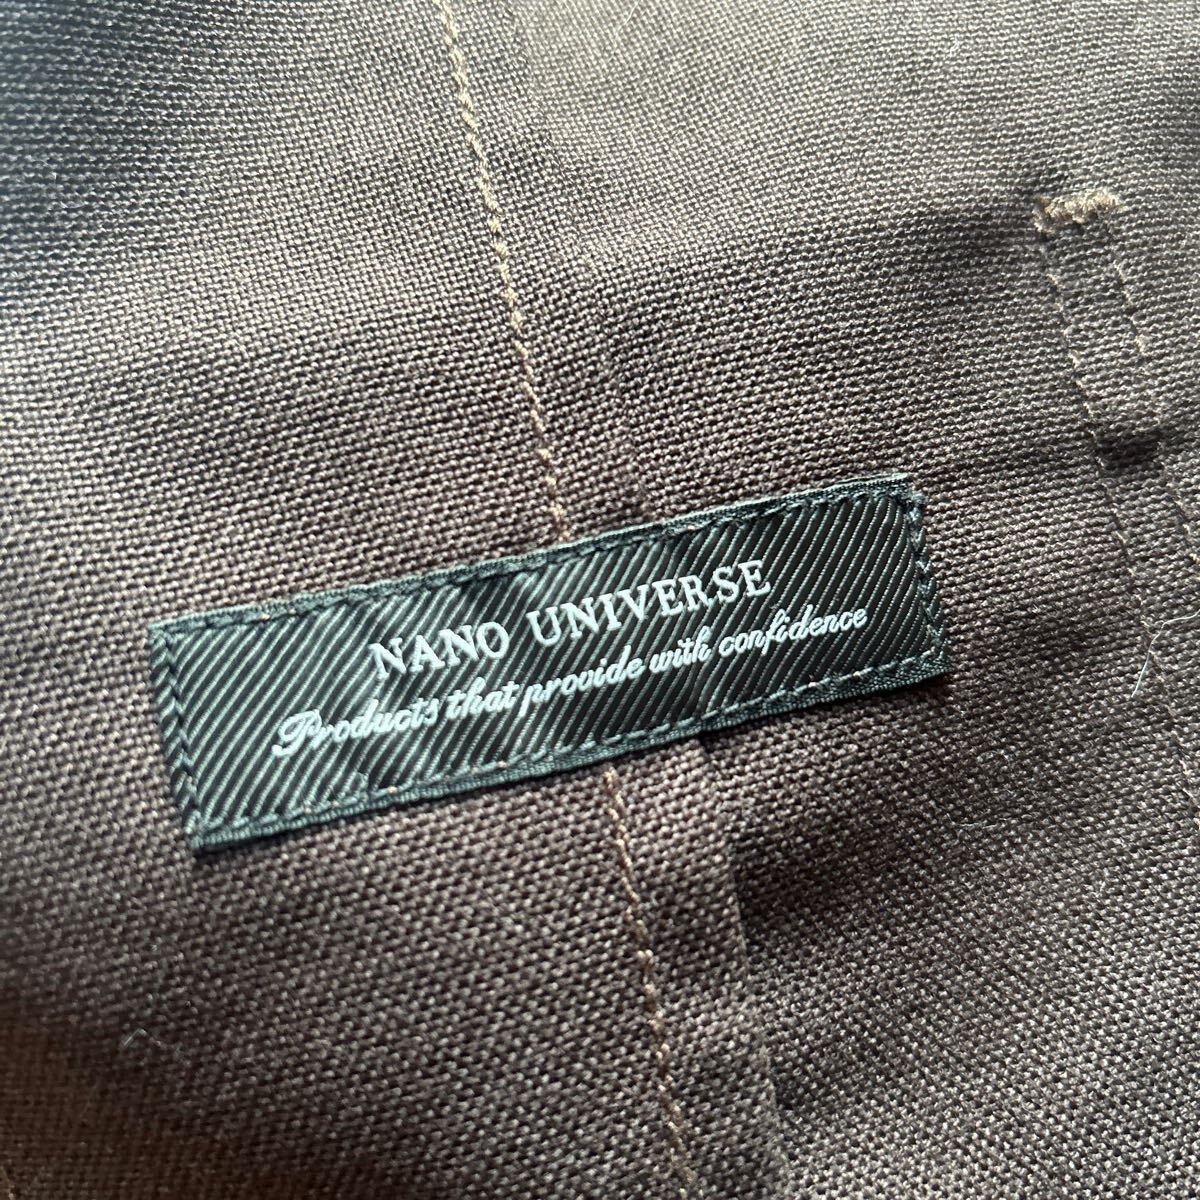 NANO UNIVERSE
Products that provide with confidence